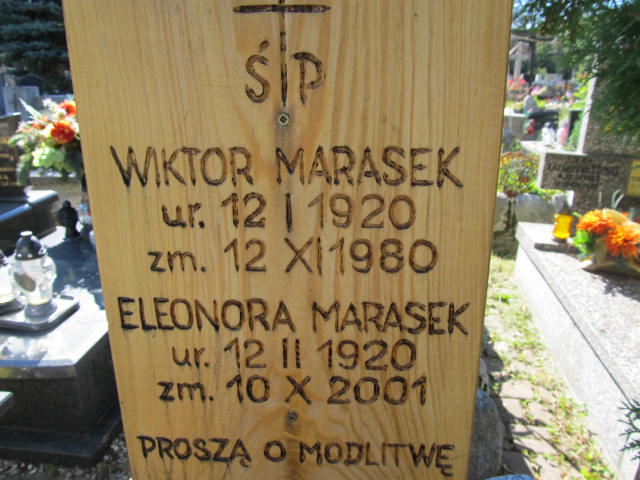 Ś P
WIKTOR MARASEK
ur. 12 I 1920
zm. 12 XI 1980
ELEONORA MARASEK
ur. 12 II 1920
zm. 10 X 2001
PROSZĄ O MODLITWĘ